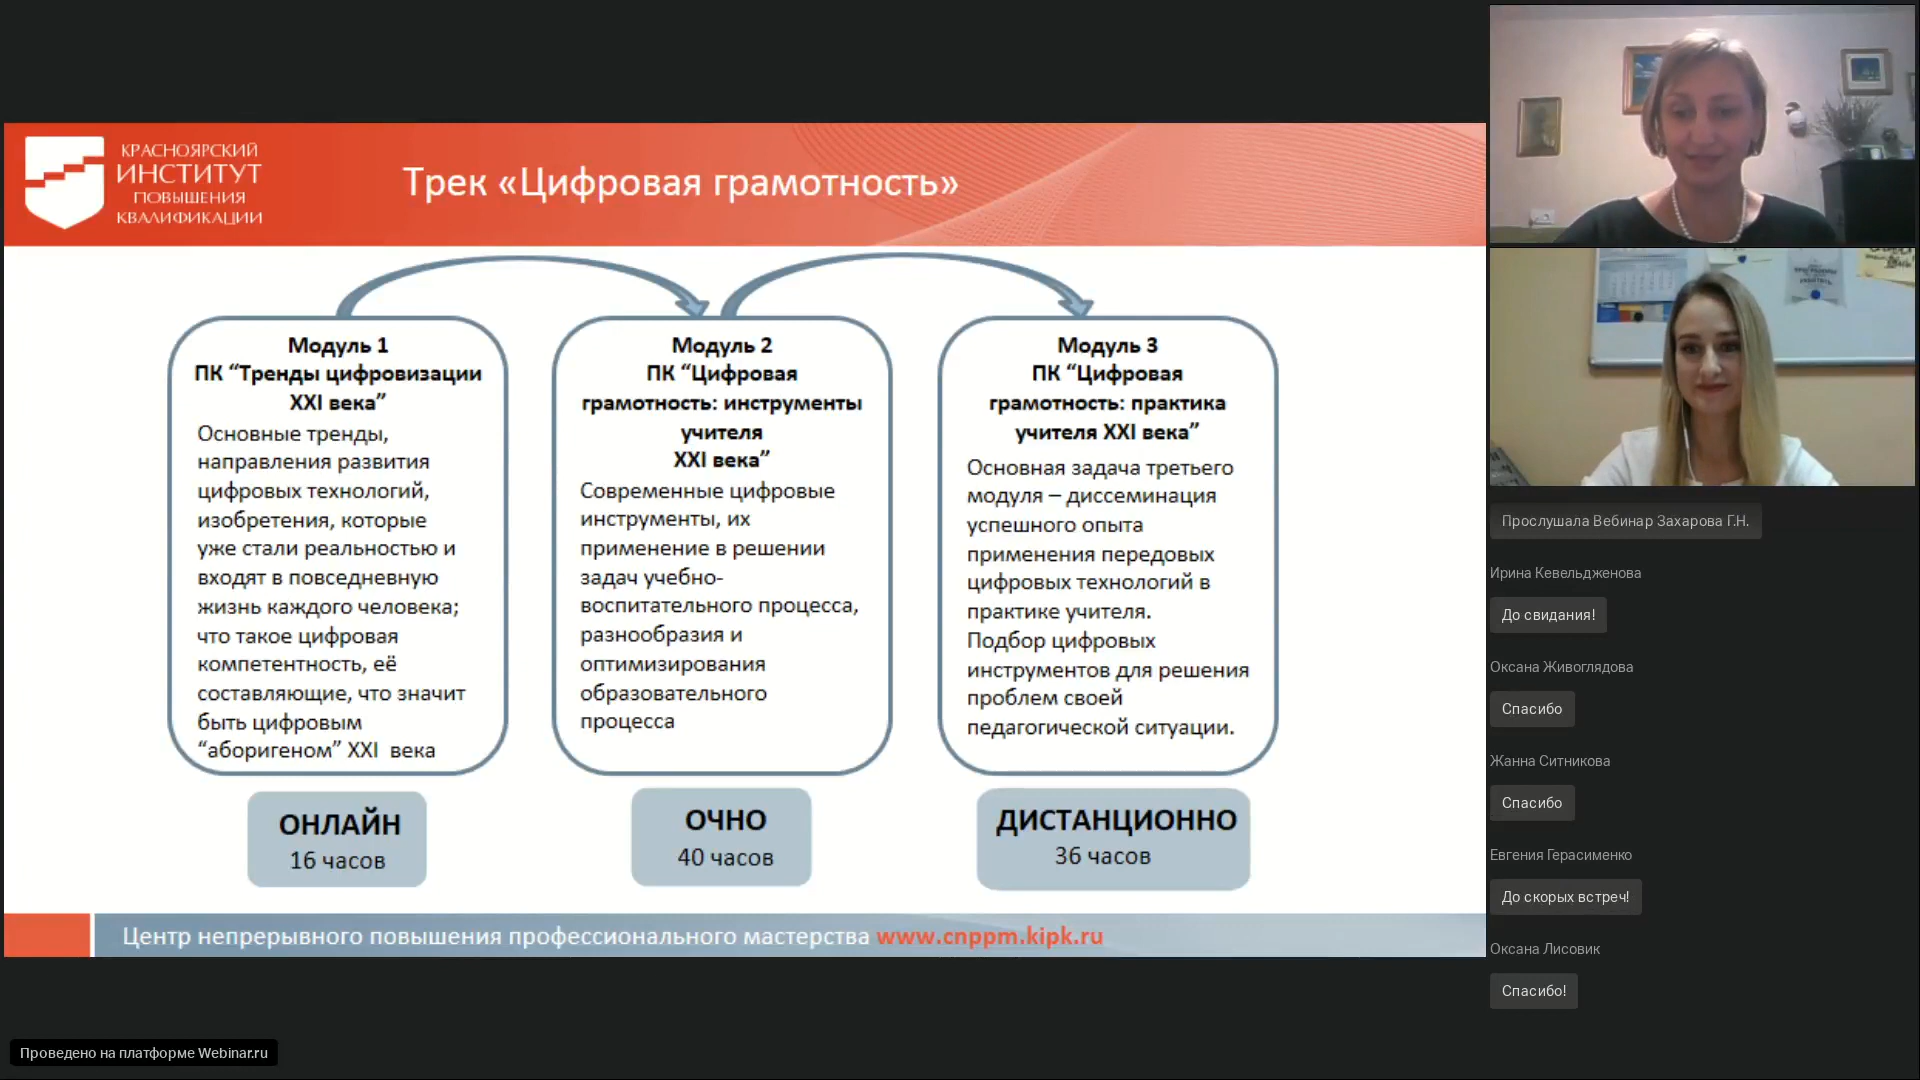 КРАСНОЯРСКИЙ
ИНСТИТУТ
ПОВЫШЕНИЯ
КВАЛИФИКАЦИИ
Трек «Цифровая грамотность»
Модуль 1
ПК “Тренды цифровизации
XXI века”
Основные тренды,
направления развития
цифровых технологий,
изобретения, которые
уже стали реальностью и
входят в повседневную
жизнь каждого человека;
что такое цифровая
компетентность, её
составляющие, что значит
быть цифровым
“аборигеном” XXI века
ОНЛАЙН
16 часов
Модуль 2
ПК “Цифровая
грамотность: инструменты
учителя
XXI века”
Современные цифровые
инструменты, их
применение в решении
задач учебно-
воспитательного процесса,
разнообразия и
оптимизирования
образовательного
процесса
ОЧНО
40 часов
Модуль 3
ПК “Цифровая
грамотность: практика
учителя XXI века”
Основная задача третьего
модуля – диссеминация
успешного опыта
применения передовых
цифровых технологий в
практике учителя.
Подбор цифровых
инструментов для решения
проблем своей
педагогической ситуации.
ДИСТАНЦИОННО
36 часов
Центр непрерывного повышения профессионального мастерства www.cnppm.kipk.ru
Проведено на платформе Webinar.ru
Прослушала Вебинар Захарова Г.Н.
Ирина Кевельдженова
До свидания!
Оксана Живоглядова
Спасибо
Жанна Ситникова
Спасибо
Евгения Герасименко
До скорых встреч!
Оксана Лисовик
Спасибо!